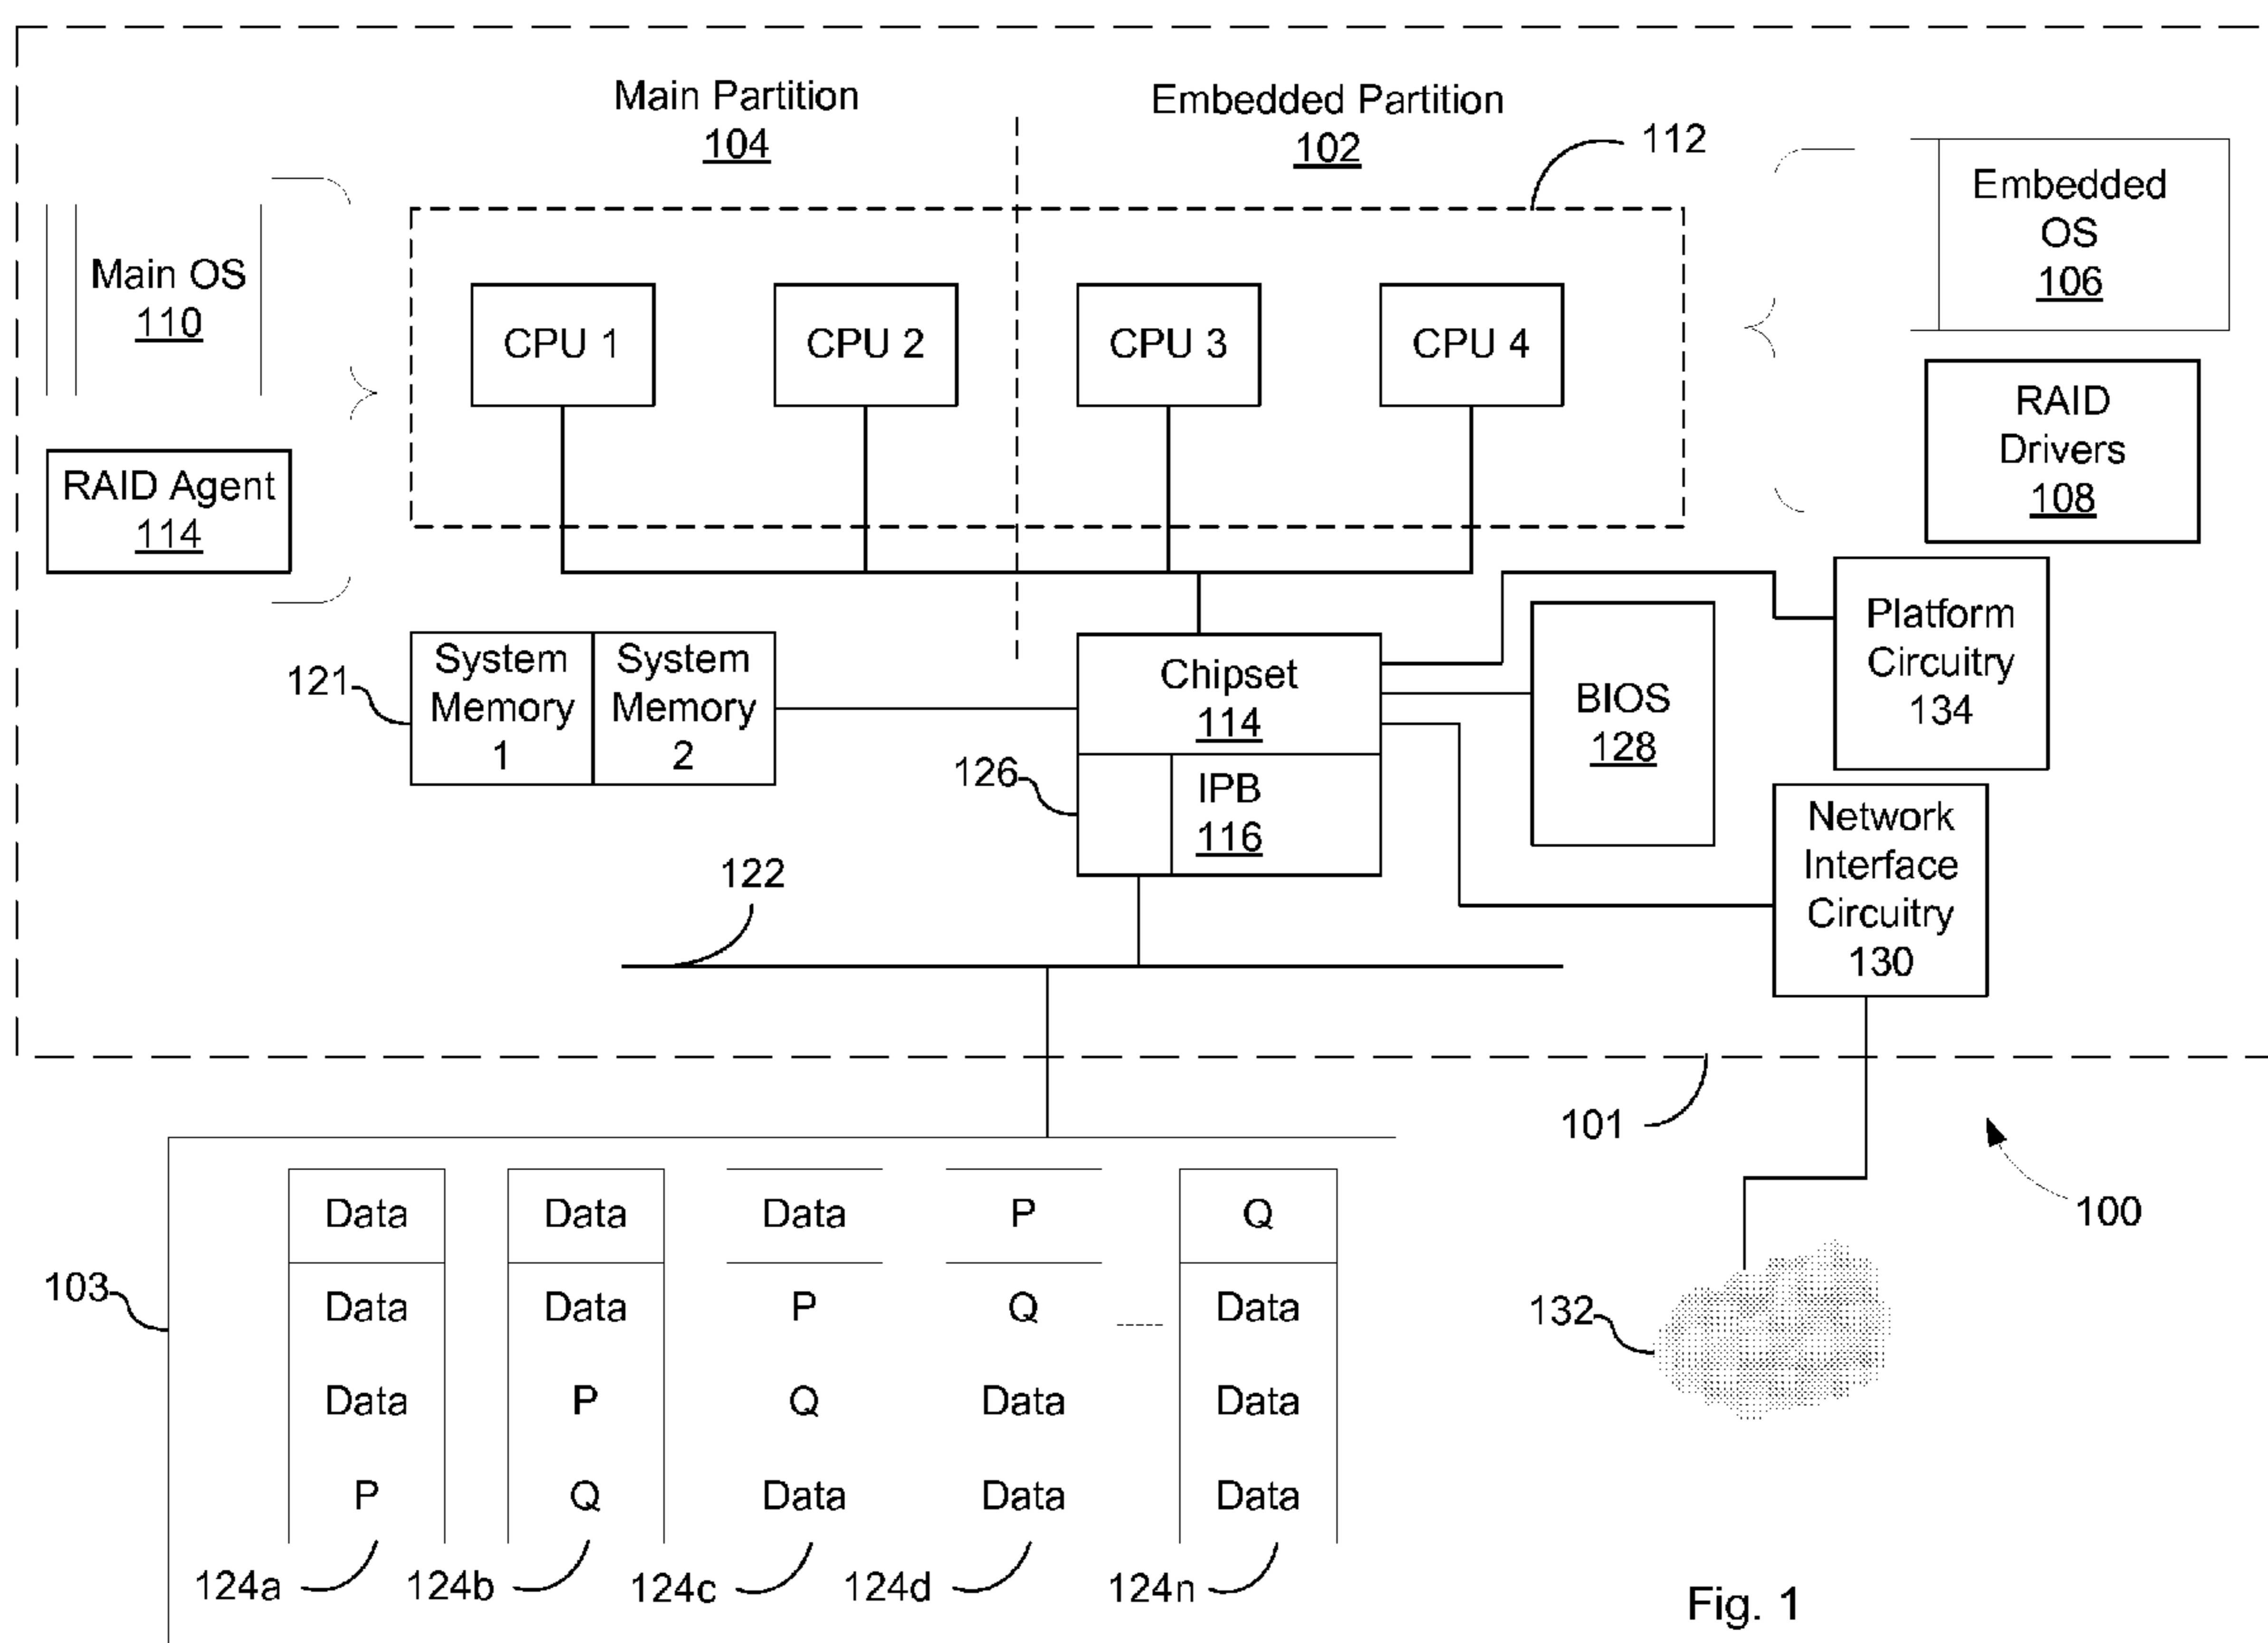 Main Partition
104
Embedded Partition
102
112
Main OS
110
RAID Agent
114
CPU 1
CPU 2
CPU 3
CPU 4
Embedded
OS
106
RAID
Drivers
108
121
System
Memory
1
System
Memory
2
Chipset
114
126
IPB
116
BIOS
128
Platform
Circuitry
134
Network
Interface
Circuitry
130
122
101
100
103
Data
Data
Data
P
Q
Data
Data
P
Q
Data
Data
P
Q
Data
Data
P
Q
Data
Data
Data
124a
124b
124c
124d
124n
132
Fig. 1